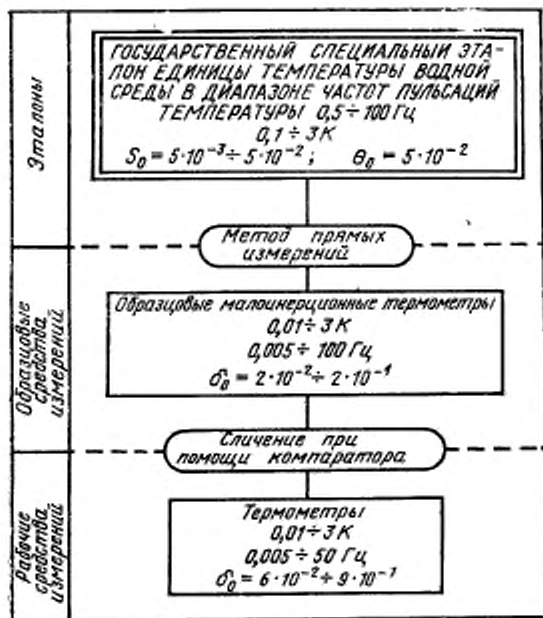 Эталоны
ГОСУДАРСТВЕННЫЙ СПЕЦИАЛЬНЫЙ ЭТА-
ЛОН ЕДИНИЦЫ ТЕМПЕРАТУРЫ ВОДНОЙ
СРЕДЫ В ДИАПАЗОНЕ ЧАСТОТ ПУЛЬСАЦИЙ
ТЕМПЕРАТУРЫ 0,5÷100 Гц
0,1÷3К
S₀ = 5·10⁻³÷5·10⁻²; Θ₀ = 5·10⁻²
Метод прямых
измерений
Образцовые
средства
измерений
Образцовые малоинерционные термометры
0,01÷3К
0,005÷100 Гц
δ₀ = 2·10⁻²÷2·10⁻¹
Сличение при
помощи компаратора
Рабочие
средства
измерений
Термометры
0,01÷3К
0,005÷50 Гц
δ₀ = 6·10⁻²÷9·10⁻¹